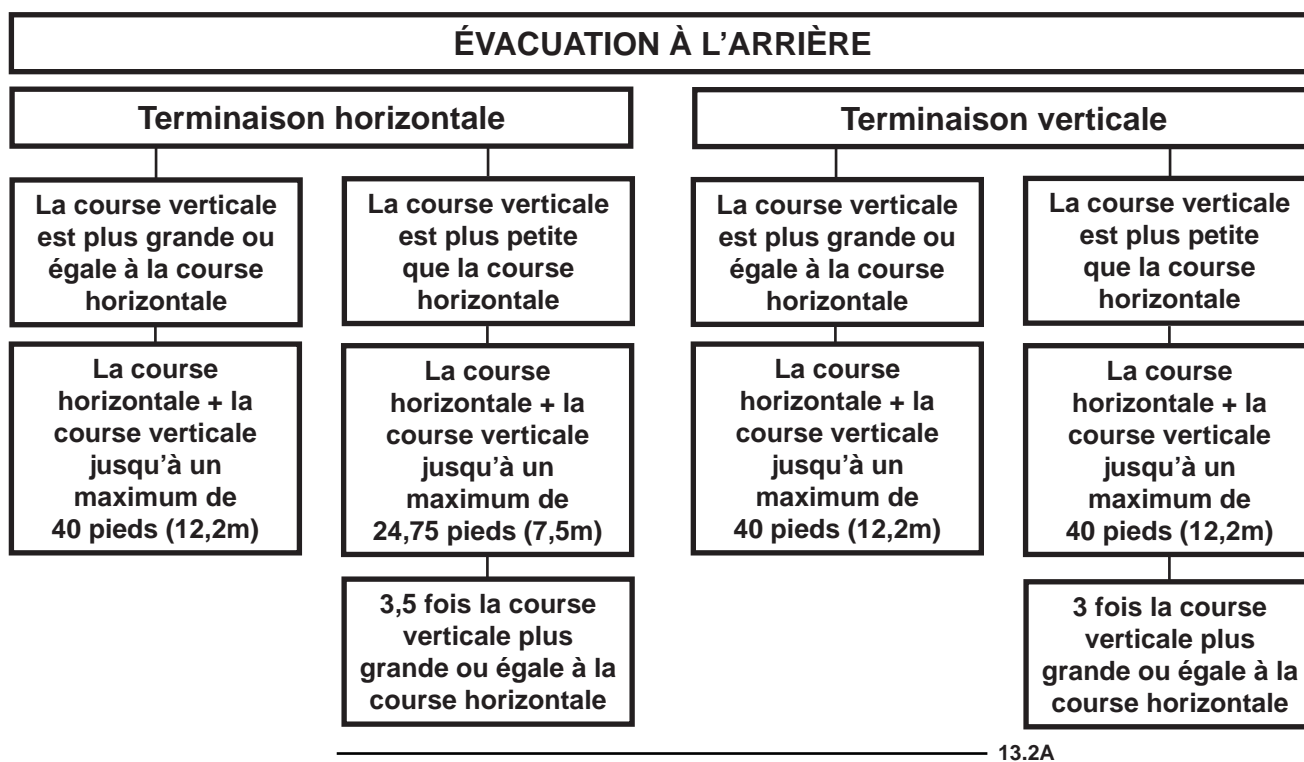 ÉVACUATION À L’ARRIÈRE
Terminaison horizontale
La course verticale
est plus grande ou
égale à la course
horizontale
La course
horizontale + la
course verticale
jusqu’à un
maximum de
40 pieds (12,2m)
La course verticale
est plus petite
que la course
horizontale
La course
horizontale + la
course verticale
jusqu’à un
maximum de
24,75 pieds (7,5m)
3,5 fois la course
verticale plus
grande ou égale à la
course horizontale
Terminaison verticale
La course verticale
est plus grande ou
égale à la course
horizontale
La course
horizontale + la
course verticale
jusqu’à un
maximum de
40 pieds (12,2m)
La course verticale
est plus petite
que la course
horizontale
La course
horizontale + la
course verticale
jusqu’à un
maximum de
40 pieds (12,2m)
3 fois la course
verticale plus
grande ou égale à la
course horizontale
13.2A